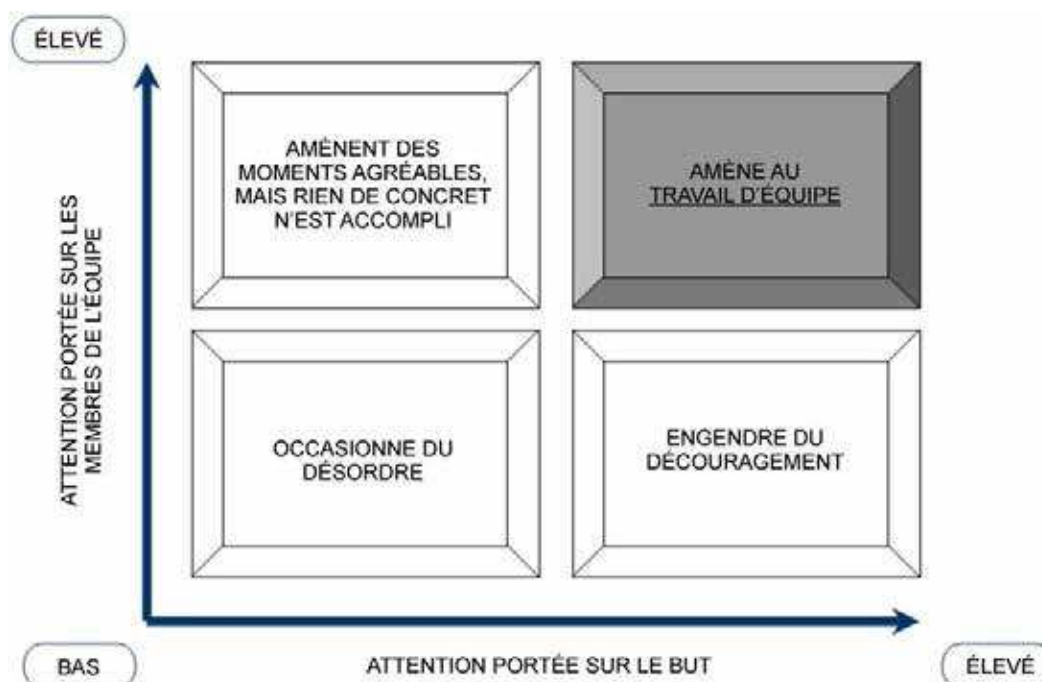 ÉLEVÉ
AMÈNENT DES
MOMENTS AGRÉABLES,
MAIS RIEN DE CONCRET
N'EST ACCOMPLI
AMÈNE AU
TRAVAIL D'ÉQUIPE
ATTENTION PORTÉE SUR LES
MEMBRES DE L'ÉQUIPE
OCCASIONNE DU
DÉSORDRE
ENGENDRE DU
DÉCOURAGEMENT
BAS
ATTENTION PORTÉE SUR LE BUT
ÉLEVÉ